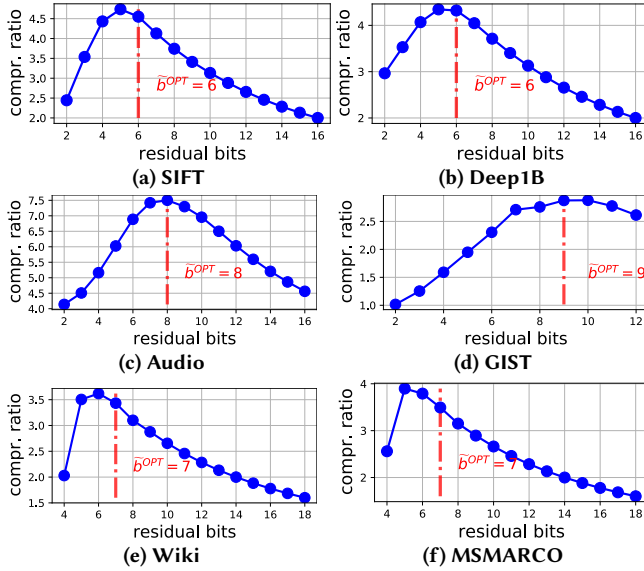 compr. ratio
4.5
4.0
3.5
3.0
2.5
2.0
b̃^OPT = 6
2 4 6 8 10 12 14 16
residual bits
(a) SIFT
compr. ratio
4
3
2
b̃^OPT = 6
2 4 6 8 10 12 14 16
residual bits
(b) Deep1B
compr. ratio
7.5
7.0
6.5
6.0
5.5
5.0
4.5
4.0
b̃^OPT = 8
2 4 6 8 10 12 14 16
residual bits
(c) Audio
compr. ratio
2.5
2.0
1.5
1.0
b̃^OPT = 9
2 4 6 8 10 12
residual bits
(d) GIST
compr. ratio
3.5
3.0
2.5
2.0
1.5
b̃^OPT = 7
4 6 8 10 12 14 16 18
residual bits
(e) Wiki
compr. ratio
4
3
2
b̃^OPT = 7
4 6 8 10 12 14 16 18
residual bits
(f) MSMARCO